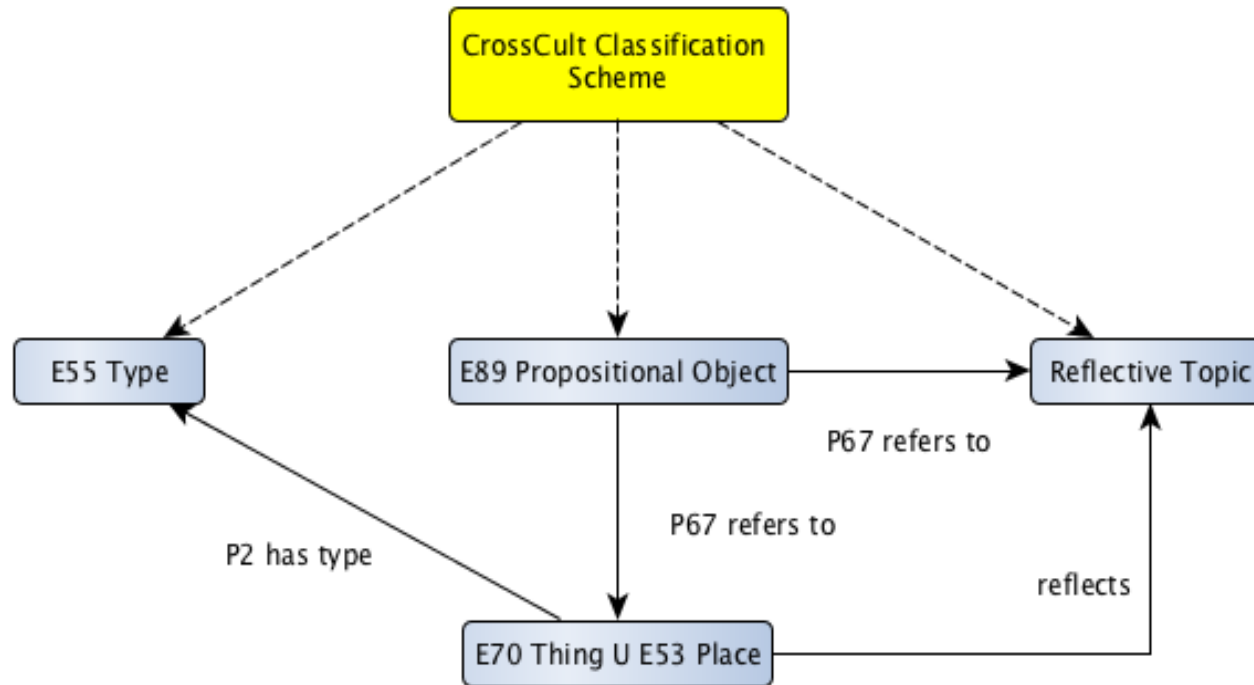 CrossCult Classification
Scheme
E55 Type
E89 Propositional Object
Reflective Topic
P67 refers to
P67 refers to
P2 has type
reflects
E70 Thing U E53 Place